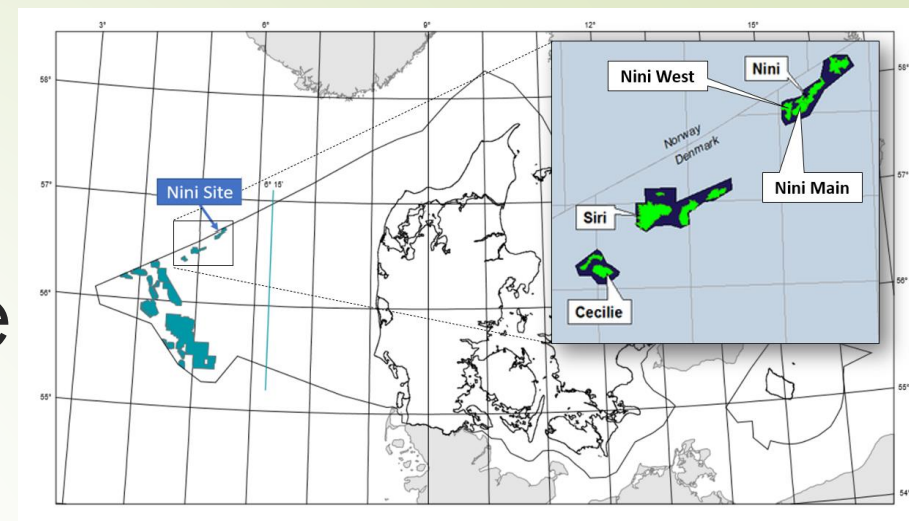 3°
6°
9°
12°
15°
58°
58°
57°
57°
56°
56°
55°
55°
54°
Nini Site
6° 15'
e
Nini West
Nini
Norway
Denmark
Nini Main
Siri
Cecilie